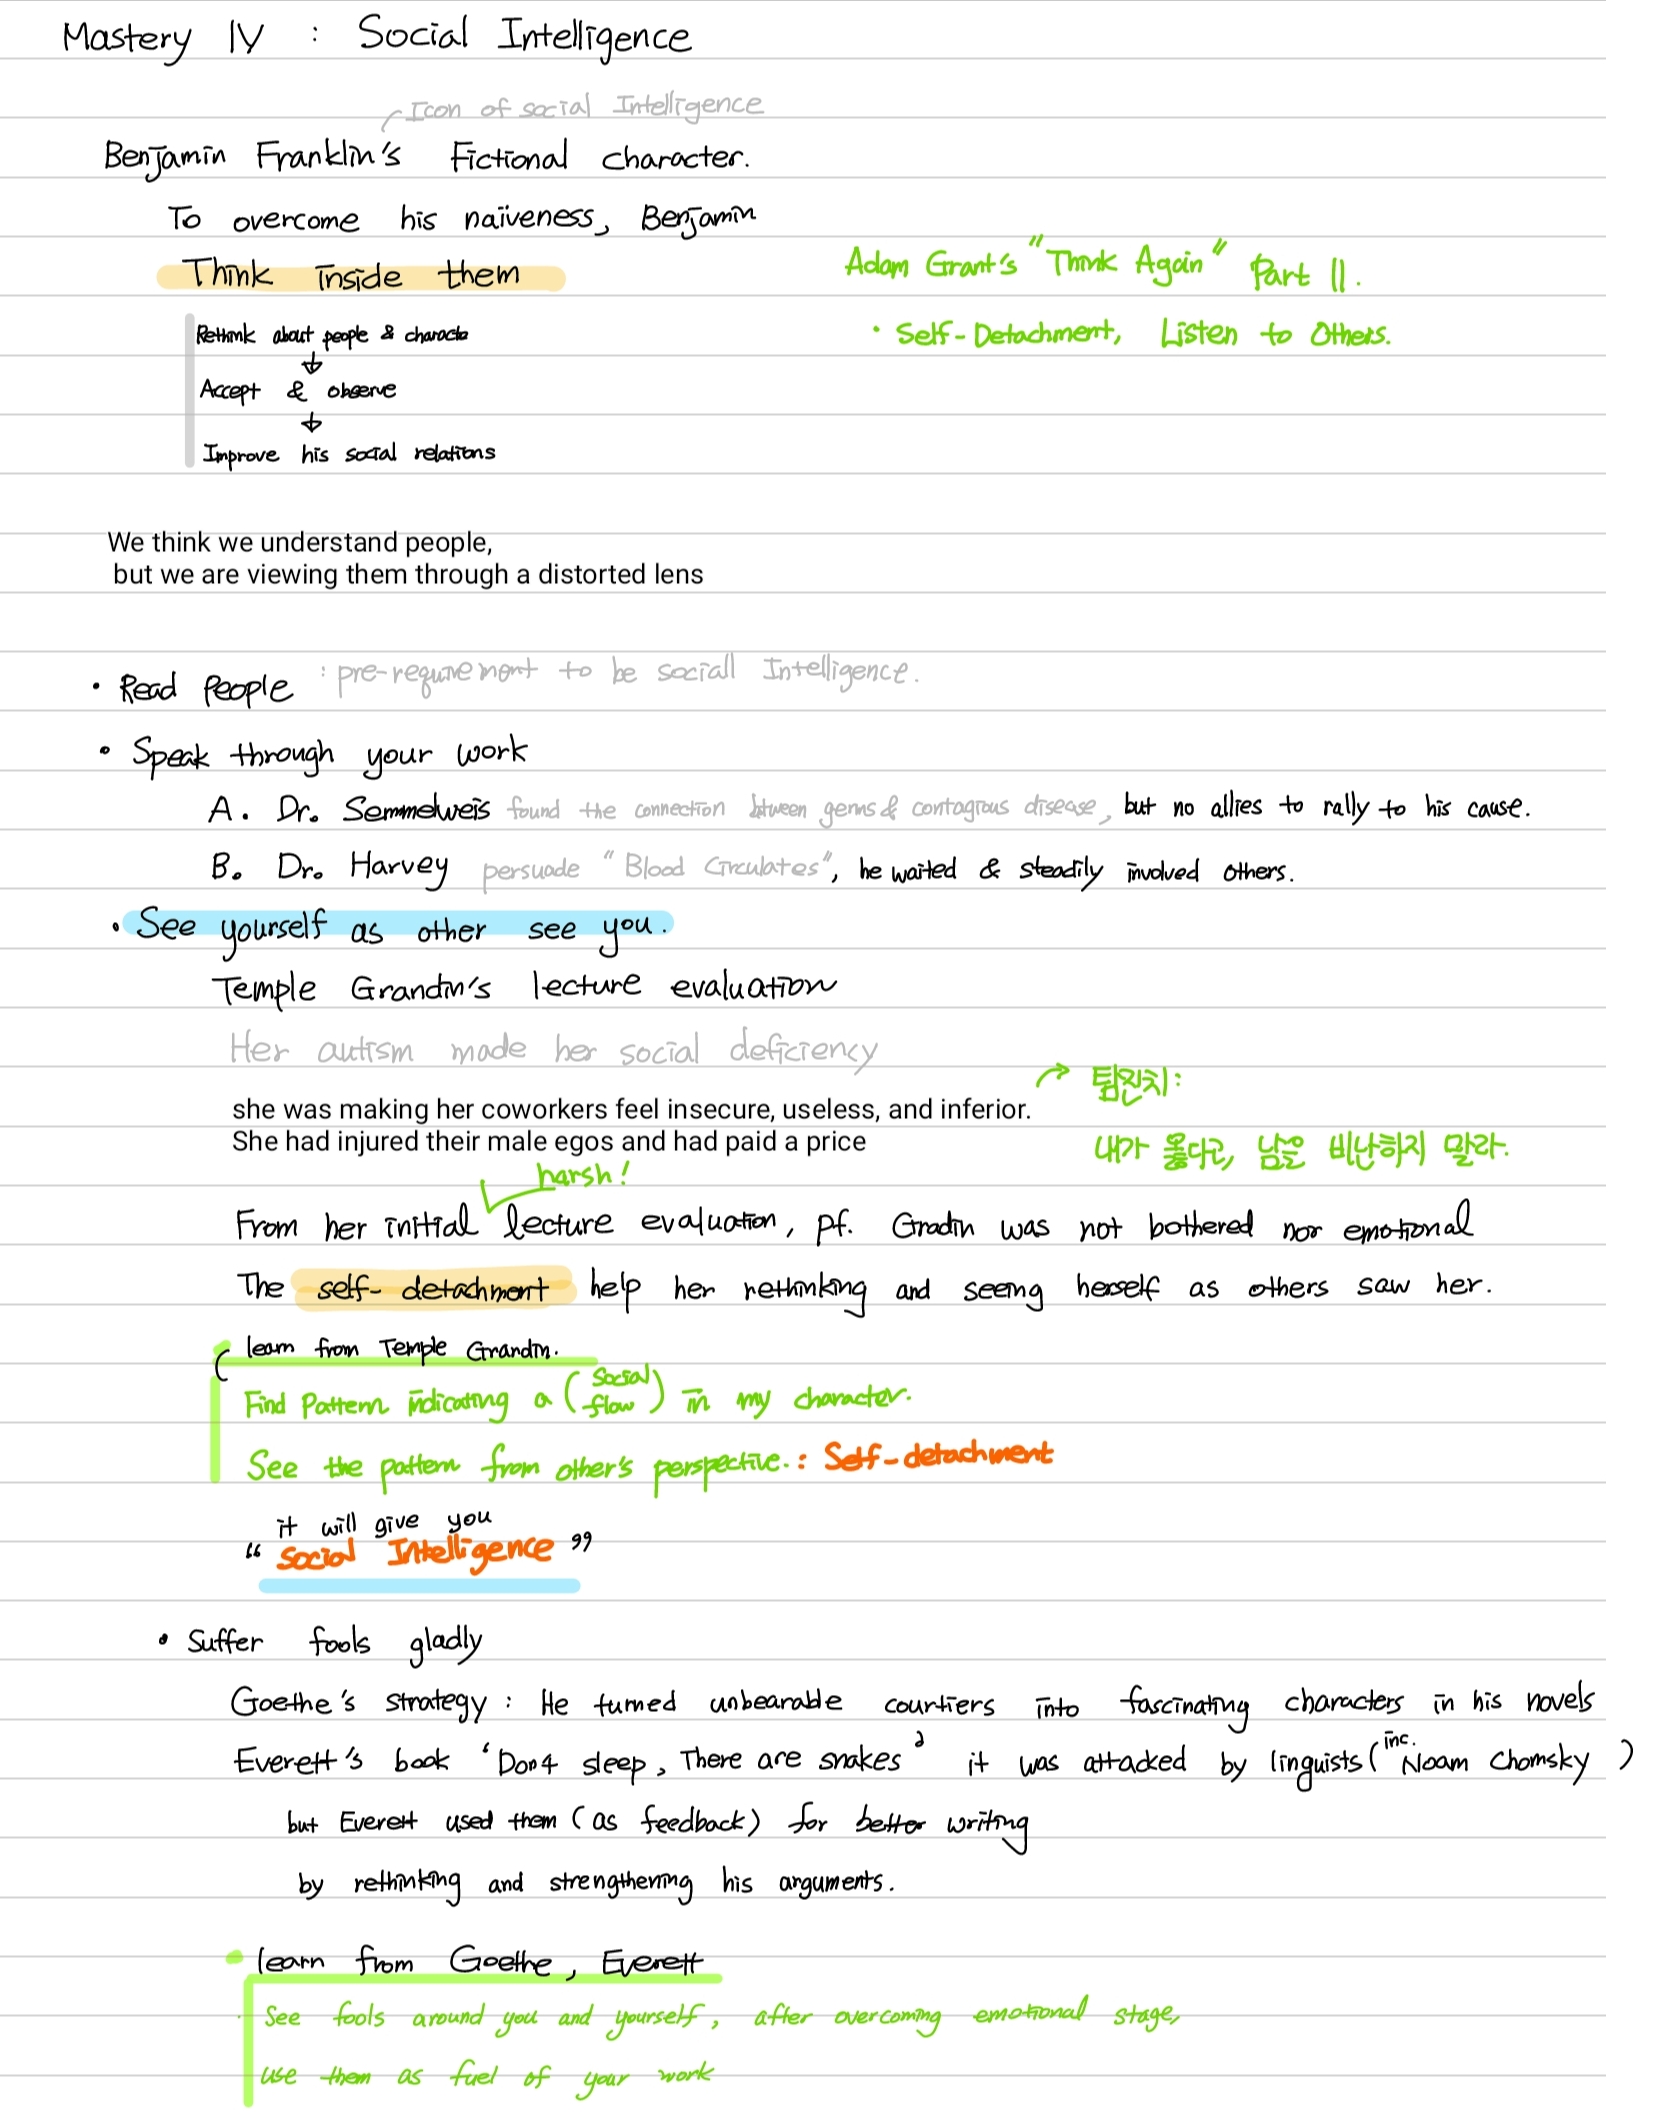 Mastery IV : Social Intelligence
Icon of social Intelligence
Benjamin Franklin's Fictional character.
To overcome his naiveness, Benjamin
Think inside them
Adam Grant's "Think Again" Part II.
• Self-Detachment, Listen to Others.
Rethink about people & characte
↓
Accept & observe
↓
Improve his social relations
We think we understand people,
but we are viewing them through a distorted lens
• Read People : pre-requirement to be sociall Intelligence.
• Speak through your work
A. Dr. Semmelweis found the connection between germs & contagious disease, but no allies to rally to his cause.
B. Dr. Harvey persuade "Blood Circulates", he waited & steadily involved others.
• See yourself as other see you.
Temple Grandin's lecture evaluation
Her autism made her social deficiency
she was making her coworkers feel insecure, useless, and inferior.
She had injured their male egos and had paid a price
→ 팀진치:
내가 옳다고, 남을 비난하지 말라.
harsh!
From her initial lecture evaluation, pf. Gradin was not bothered nor emotional
The self-detachment help her rethinking and seeing herself as others saw her.
learn from Temple Grandin.
Find Pattern indicating a (social flow) in my character.
See the pattern from other's perspective. : Self-detachment
it will give you
"Social Intelligence"
• Suffer fools gladly
Goethe's strategy : He turned unbearable courtiers into fascinating characters in his novels
Everett's book 'Don't sleep, There are snakes' it was attacked by linguists (inc. Noam Chomsky)
but Everett used them (as feedback) for better writing
by rethinking and strengthening his arguments.
• learn from Goethe, Everett
· See fools around you and yourself, after overcoming emotional stage,
use them as fuel of your work